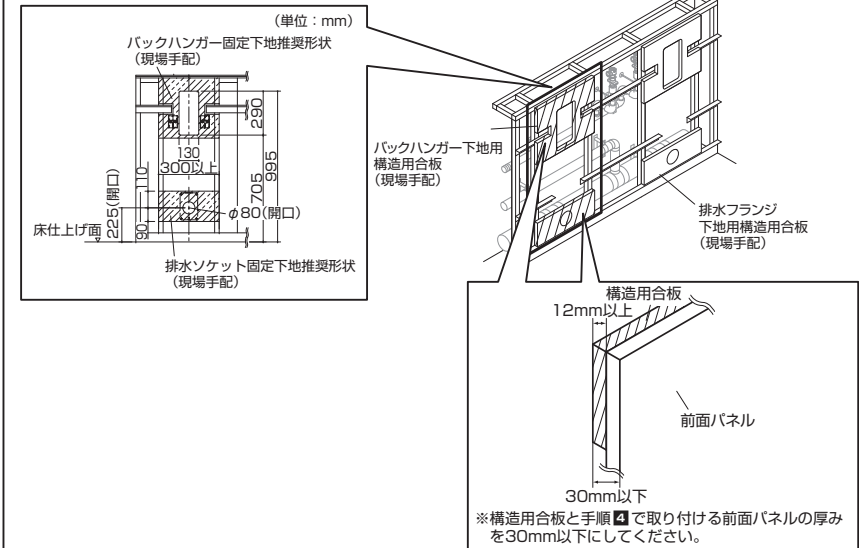 (単位:mm)
バックハンガー固定下地推奨形状
(現場手配)
290
130
300以上
995
705
110
225(開口)
φ80(開口)
90
床仕上げ面
排水ソケット固定下地推奨形状
(現場手配)
バックハンガー下地用
構造用合板
(現場手配)
排水フランジ
下地用構造用合板
(現場手配)
構造用合板
12mm以上
前面パネル
30mm以下
※構造用合板と手順4で取り付ける前面パネルの厚み
を30mm以下にしてください。